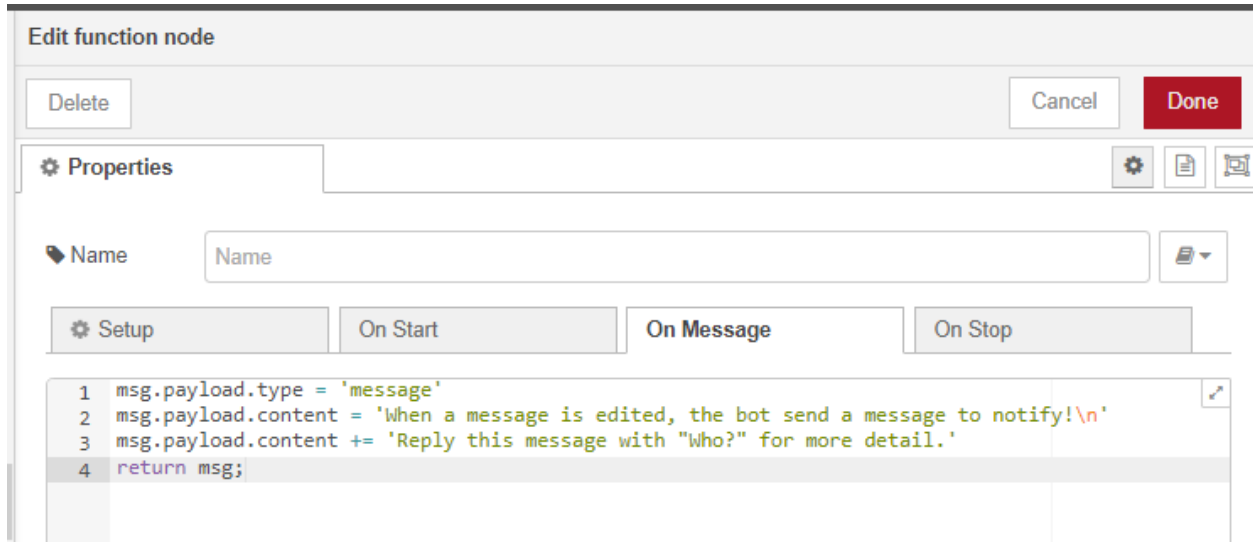 Edit function node
Delete
Cancel
Done
Properties
Name
Name
Setup
On Start
On Message
On Stop
1 msg.payload.type = 'message'
2 msg.payload.content = 'When a message is edited, the bot send a message to notify!\n'
3 msg.payload.content += 'Reply this message with "Who?" for more detail.'
4 return msg;